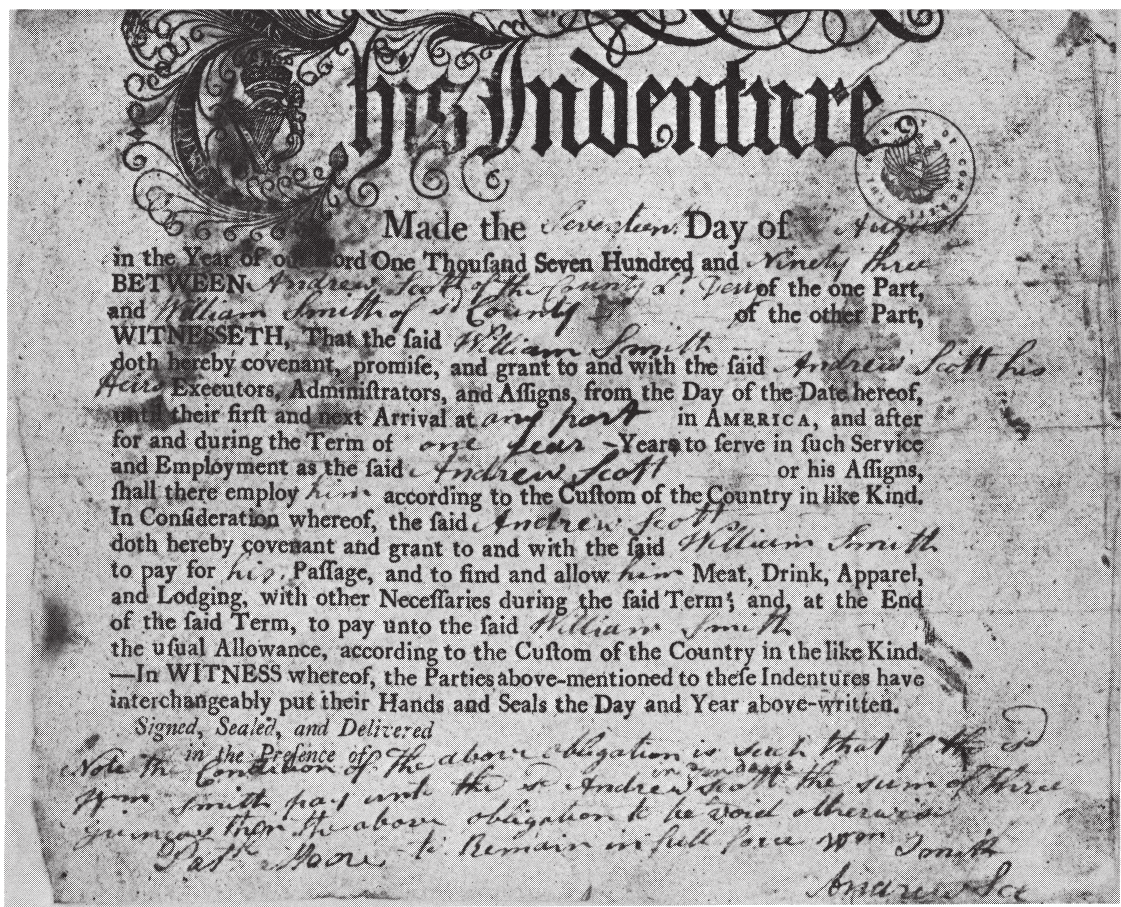 This Indenture
THE LIBRARY OF CONGRESS
Made the Seventeenth Day of August
in the Year of our Lord One Thouſand Seven Hundred and Ninety three
BETWEEN Andrew Scott of the County of the one Part,
and William Smith of sd County of the other Part,
WITNESSETH, That the ſaid William Smith
doth hereby covenant, promiſe, and grant to and with the ſaid Andrew Scott his
Heirs Executors, Adminiſtrators, and Aſſigns, from the Day of the Date hereof,
until their firſt and next Arrival at any port in AMERICA, and after
for and during the Term of one year Years to ſerve in ſuch Service
and Employment as the ſaid Andrew Scott or his Aſſigns,
ſhall there employ him according to the Cuſtom of the Country in like Kind.
In Conſideration whereof, the ſaid Andrew Scott
doth hereby covenant and grant to and with the ſaid William Smith
to pay for his Paſſage, and to find and allow him Meat, Drink, Apparel,
and Lodging, with other Neceſſaries during the ſaid Term; and, at the End
of the ſaid Term, to pay unto the ſaid William Smith
the uſual Allowance, according to the Cuſtom of the Country in the like Kind.
—In WITNESS whereof, the Parties above-mentioned to theſe Indentures have
interchangeably put their Hands and Seals the Day and Year above-written.
Signed, Sealed, and Delivered
in the Preſence of
Note the Condition of the above obligation is such that if the sd
Wm Smith pay unto the sd Andrew Scott the sum of three
guineas then the above obligation to be void otherwise
to Remain in full force Wm Smith
Patk Moore
Andrew Sco